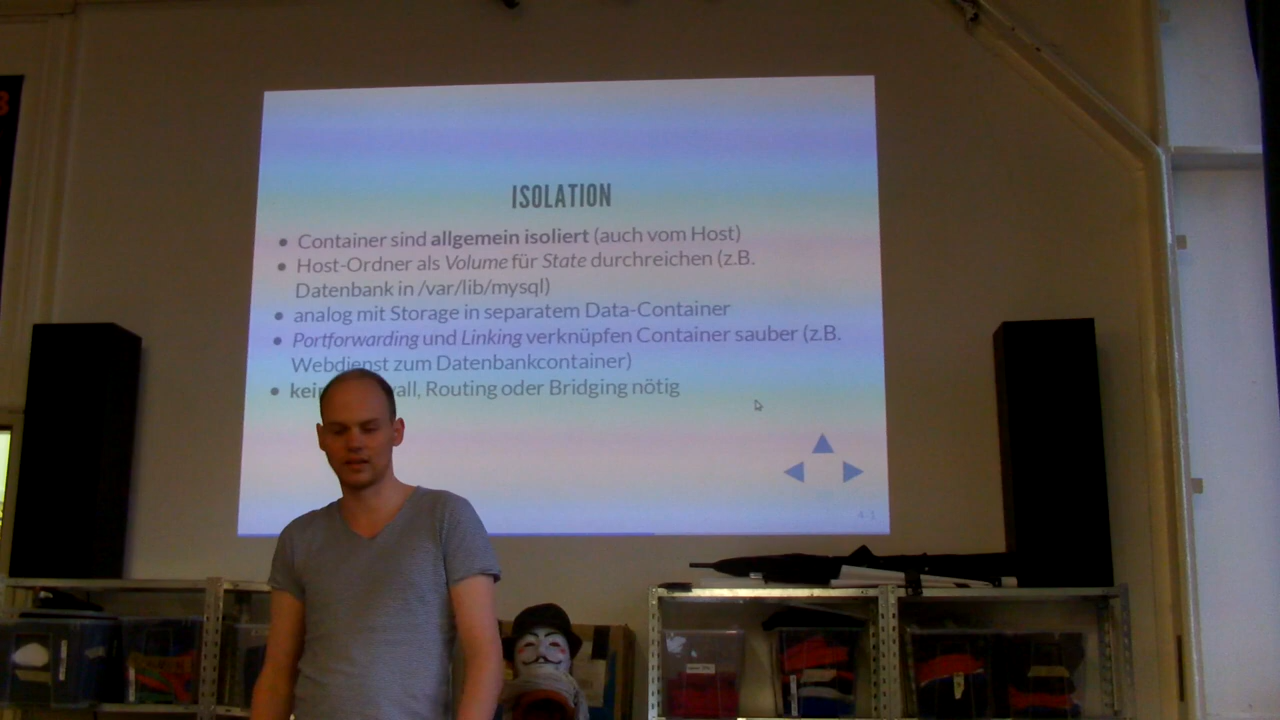 ISOLATION
Container sind allgemein isoliert (auch vom Host)
Host-Ordner als Volume für State durchreichen (z.B.
Datenbank in /var/lib/mysql)
analog mit Storage in separatem Data-Container
Portforwarding und Linking verknüpfen Container sauber (z.B.
Webdienst zum Datenbankcontainer)
Routing oder Bridging nötig